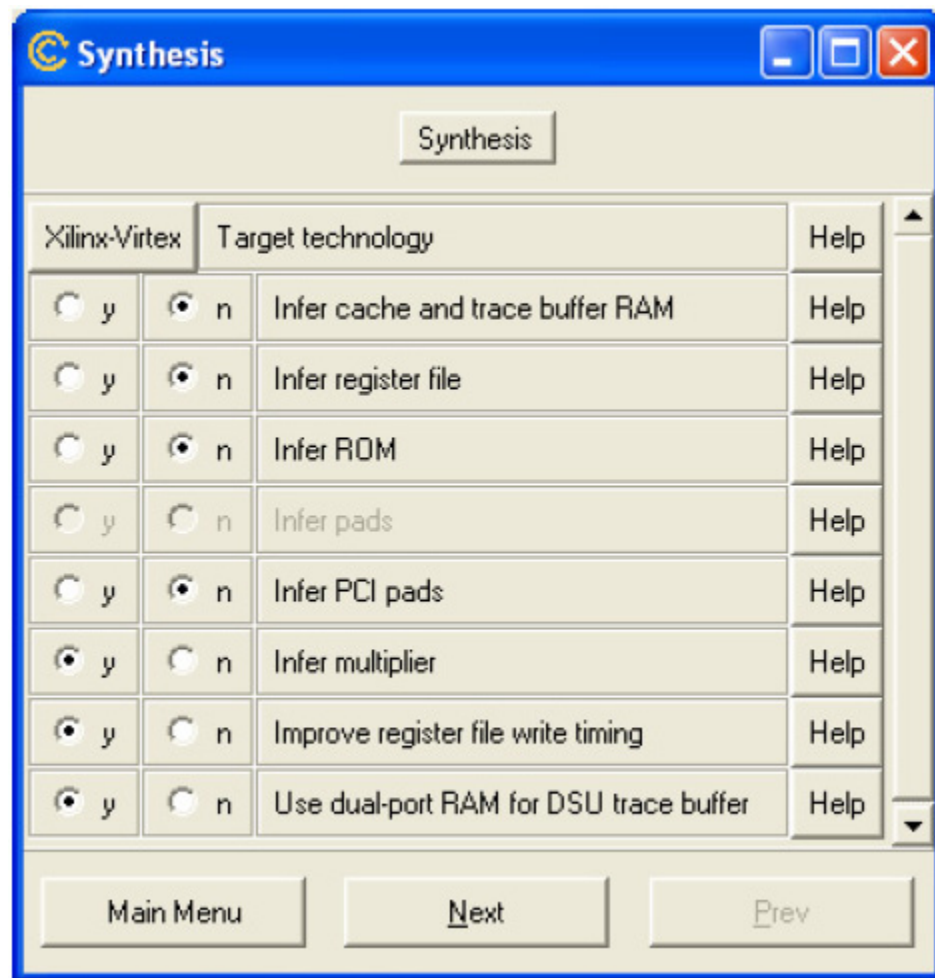 Synthesis
Synthesis
Xilinx-Virtex Target technology Help
y n Infer cache and trace buffer RAM Help
y n Infer register file Help
y n Infer ROM Help
y n Infer pads Help
y n Infer PCI pads Help
y n Infer multiplier Help
y n Improve register file write timing Help
y n Use dual-port RAM for DSU trace buffer Help
Main Menu Next Prev